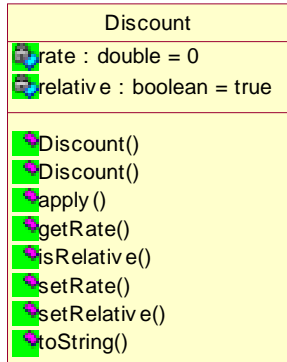 Discount
rate : double = 0
relative : boolean = true
Discount()
Discount()
apply()
getRate()
isRelative()
setRate()
setRelative()
toString()